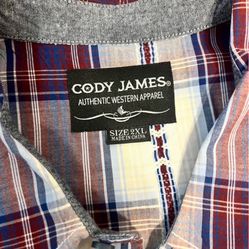 CODY JAMES®
AUTHENTIC WESTERN APPAREL
SIZE 2XL
MADE IN CHINA